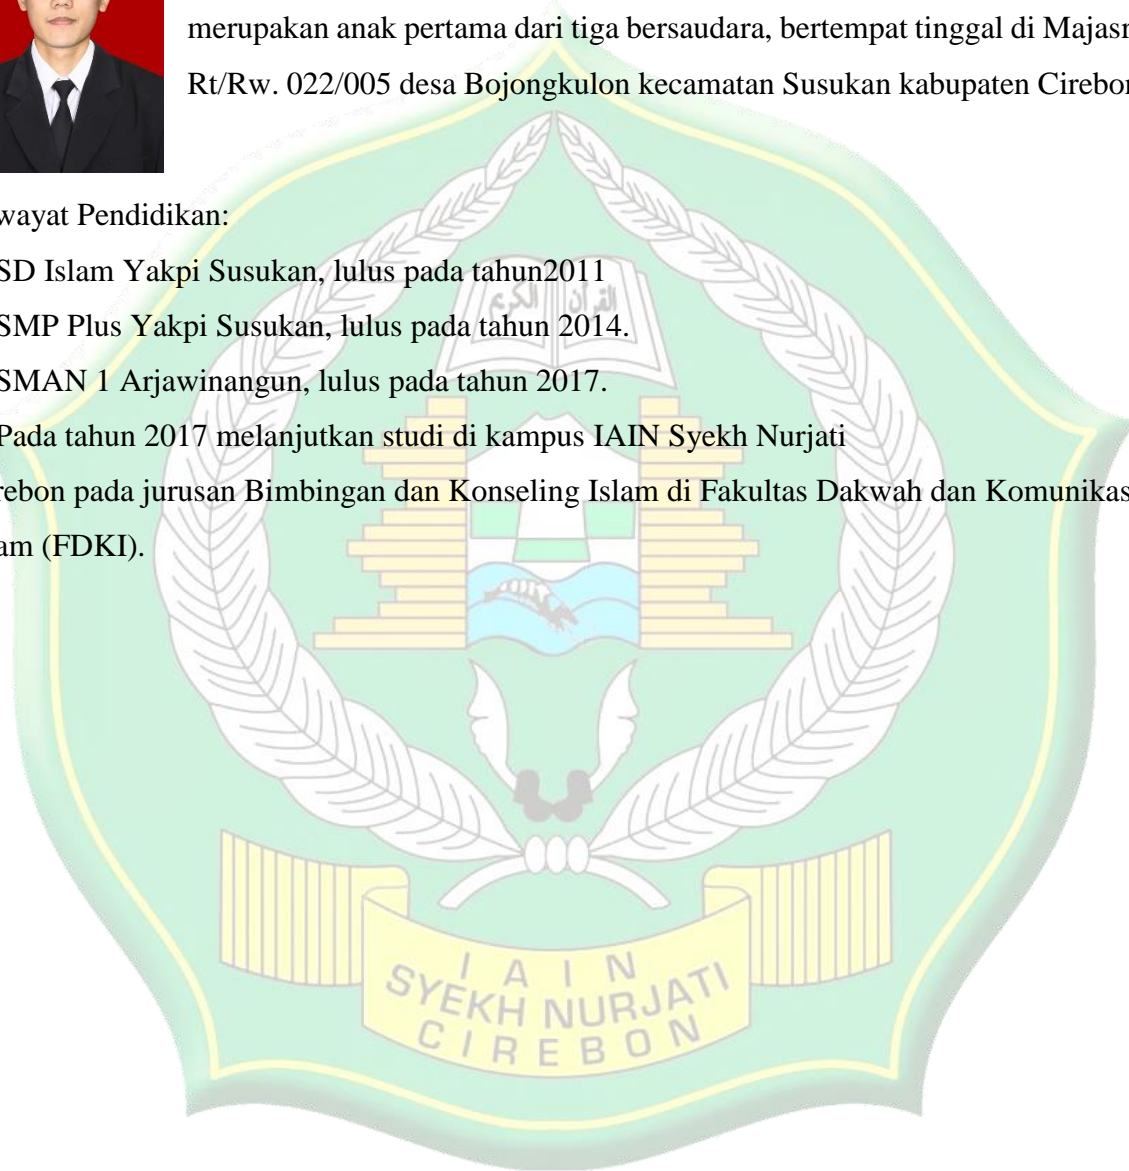 merupakan anak pertama dari tiga bersaudara, bertempat tinggal di
Rt/Rw. 022/005 desa Bojongkulon kecamatan Susukan kabupaten
wayat Pendidikan:
SD Islam Yakpi Susukan, lulus pada tahun2011
SMP Plus Yakpi Susukan, lulus pada tahun 2014.
SMAN 1 Arjawinangun, lulus pada tahun 2017.
Pada tahun 2017 melanjutkan studi di kampus IAIN Syekh Nurjati
rebon pada jurusan Bimbingan dan Konseling Islam di Fakultas Dakwah dan Komunikas
am (FDKI).
القرآن الكريم
IAIN
SYEKH NURJATI
CIREBON